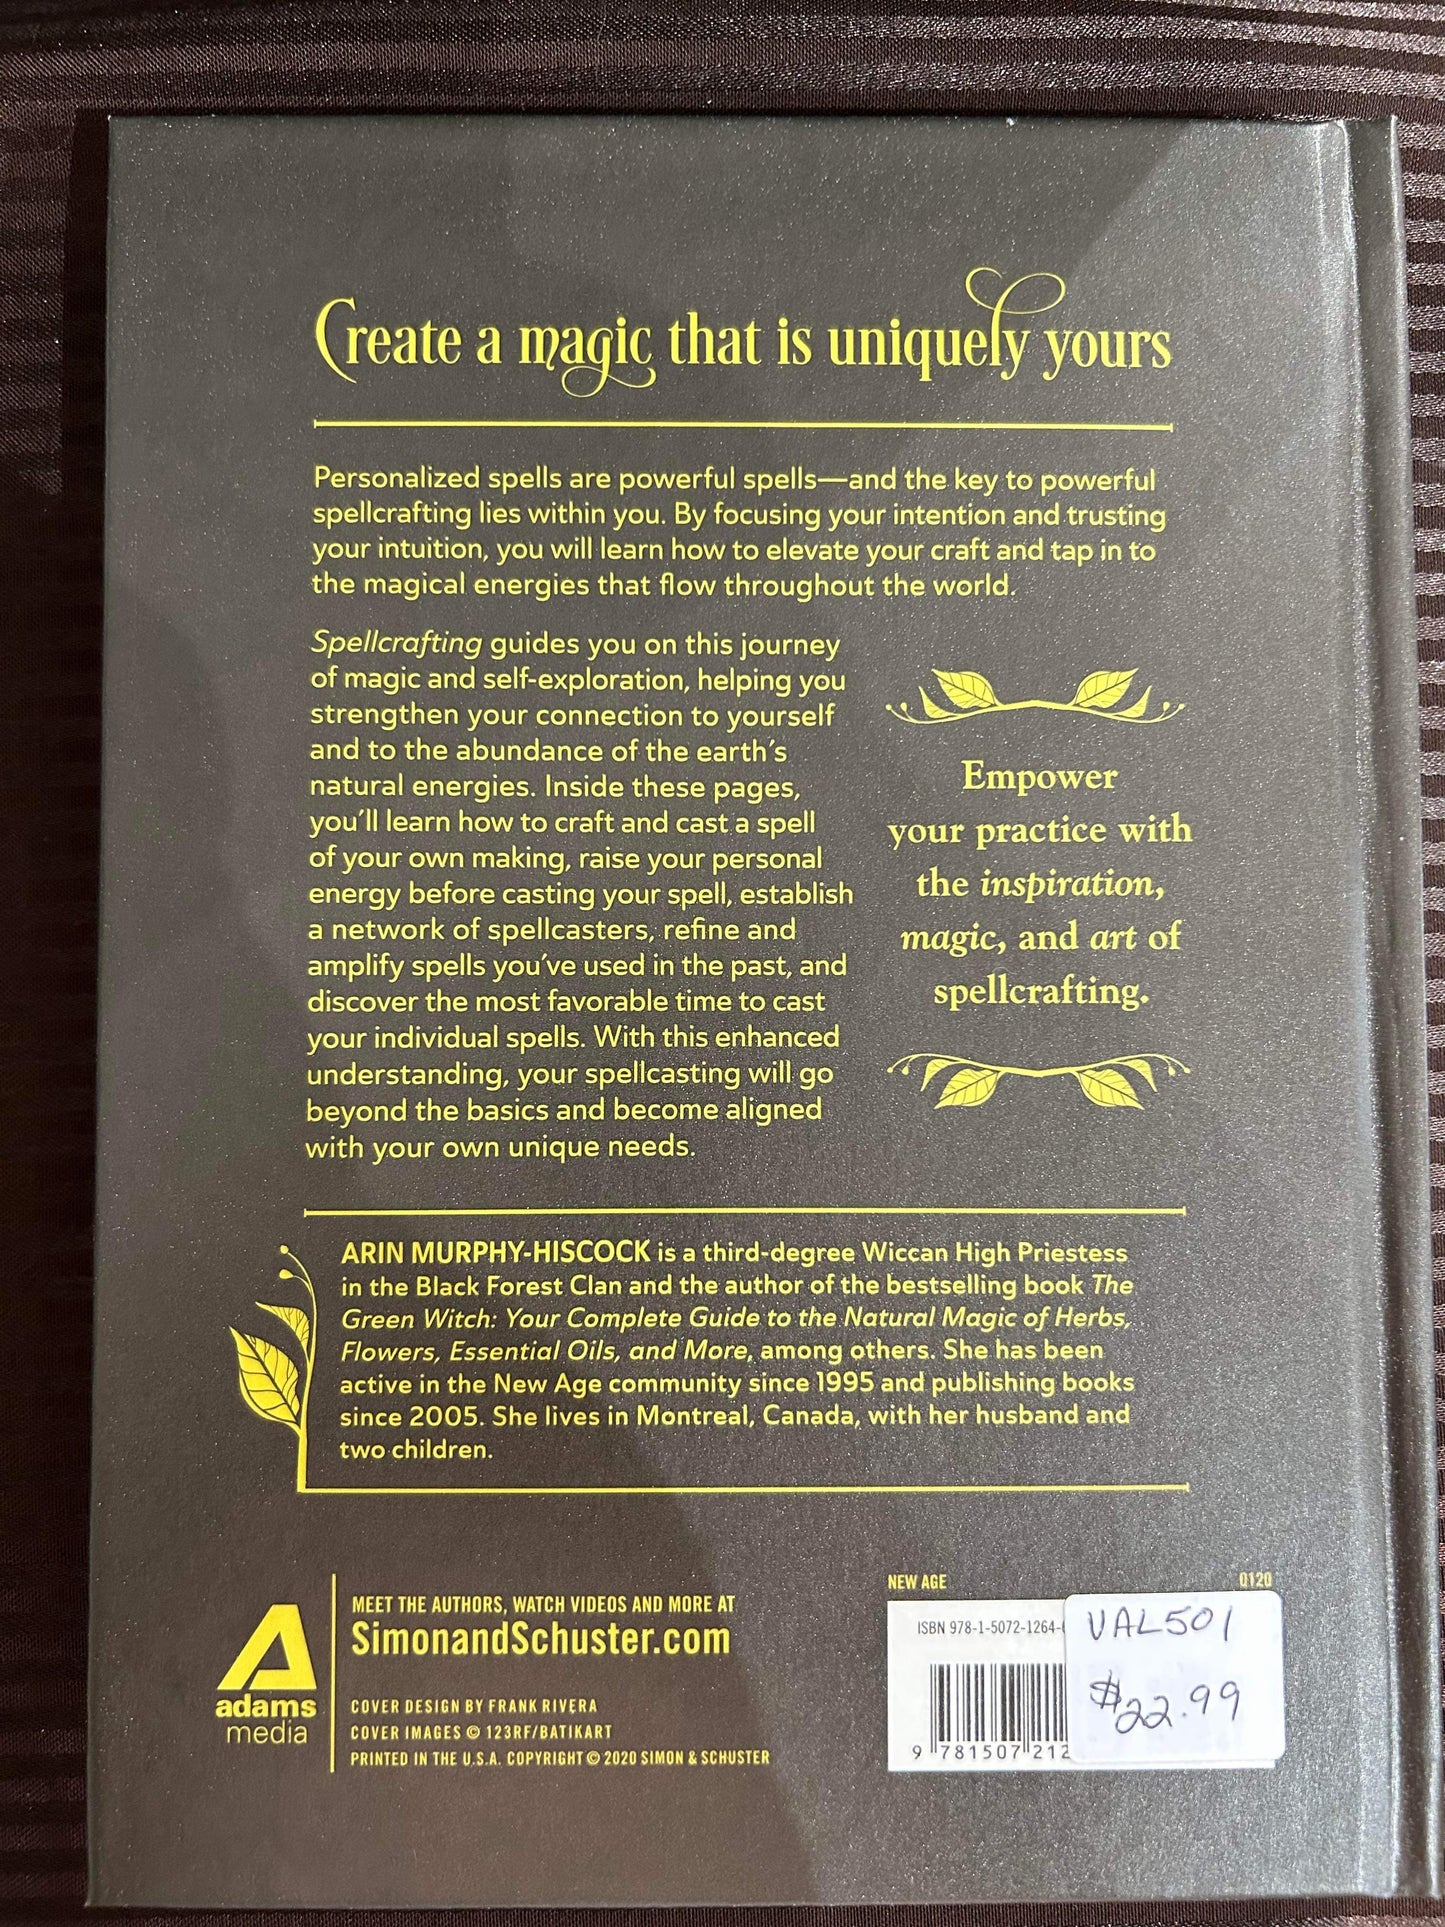 Create a magic that is uniquely yours
Personalized spells are powerful spells—and the key to powerful
spellcrafting lies within you. By focusing your intention and trusting
your intuition, you will learn how to elevate your craft and tap in to
the magical energies that flow throughout the world.
Spellcrafting guides you on this journey
of magic and self-exploration, helping you
strengthen your connection to yourself
and to the abundance of the earth's
natural energies. Inside these pages,
you'll learn how to craft and cast a spell
of your own making, raise your personal
energy before casting your spell, establish
a network of spellcasters, refine and
amplify spells you've used in the past, and
discover the most favorable time to cast
your individual spells. With this enhanced
understanding, your spellcasting will go
beyond the basics and become aligned
with your own unique needs.
Empower
your practice with
the inspiration,
magic, and art of
spellcrafting.
ARIN MURPHY-HISCOCK is a third-degree Wiccan High Priestess
in the Black Forest Clan and the author of the bestselling book The
Green Witch: Your Complete Guide to the Natural Magic of Herbs,
Flowers, Essential Oils, and More, among others. She has been
active in the New Age community since 1995 and publishing books
since 2005. She lives in Montreal, Canada, with her husband and
two children.
adams
media
MEET THE AUTHORS, WATCH VIDEOS AND MORE AT
SimonandSchuster.com
COVER DESIGN BY FRANK RIVERA
COVER IMAGES © 123RF/BATIKART
PRINTED IN THE U.S.A. COPYRIGHT © 2020 SIMON & SCHUSTER
NEW AGE 0120
ISBN 978-1-5072-1264-
9 781507 212
VAL501
$22.99